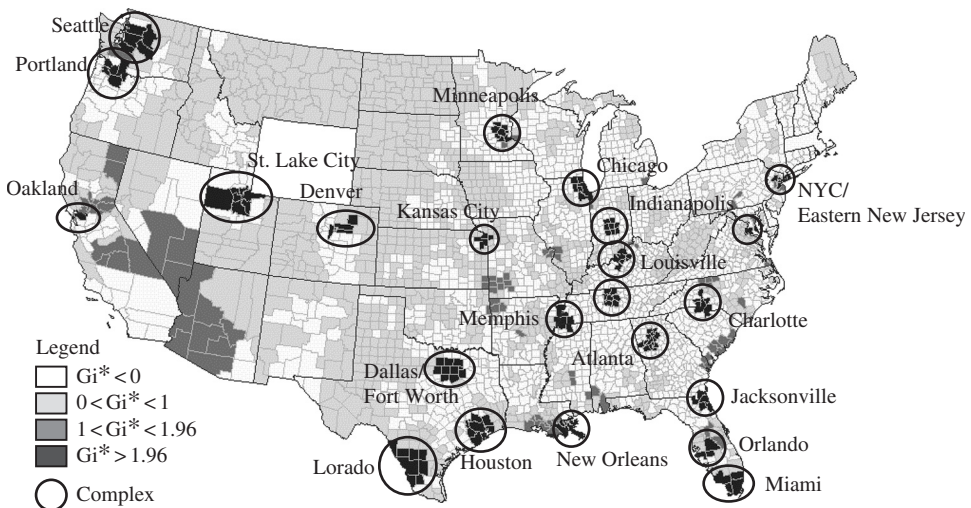 Seattle
Portland
Minneapolis
St. Lake City
Chicago
Oakland
Denver
Kansas City
Indianapolis
NYC/
Eastern New Jersey
Louisville
Memphis
Charlotte
Atlanta
Dallas/
Fort Worth
Jacksonville
Orlando
Lorado
Houston
New Orleans
Miami
Legend
Gi* < 0
0 < Gi* < 1
1 < Gi* < 1.96
Gi* > 1.96
Complex